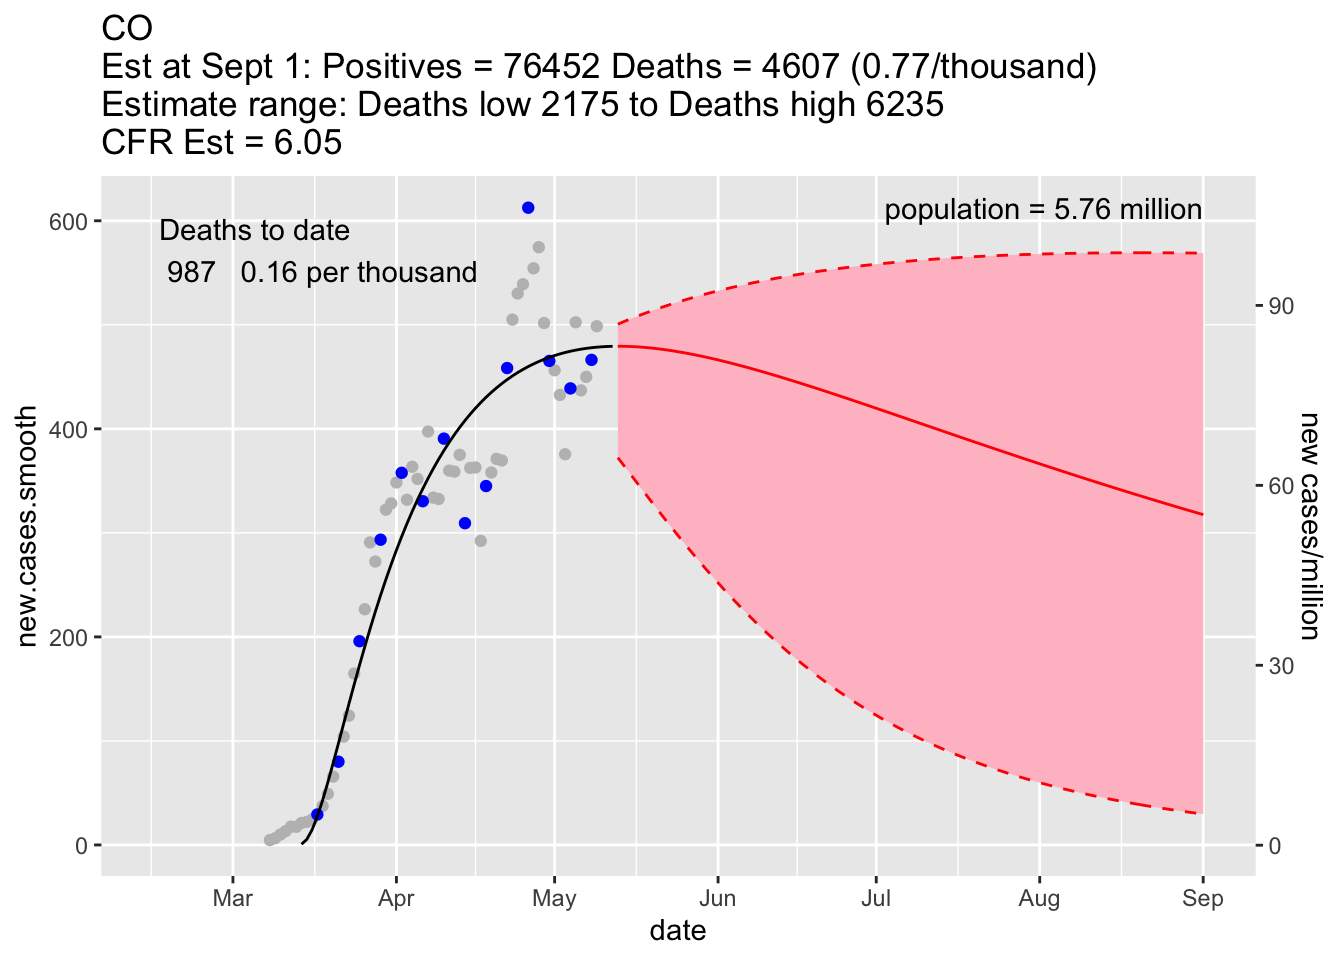 CO
Est at Sept 1: Positives = 76452 Deaths = 4607 (0.77/thousand)
Estimate range: Deaths low 2175 to Deaths high 6235
CFR Est = 6.05
Deaths to date
987 0.16 per thousand
population = 5.76 million
new.cases.smooth
600
400
200
0
new cases/million
90
60
30
0
Mar Apr May Jun Jul Aug Sep
date